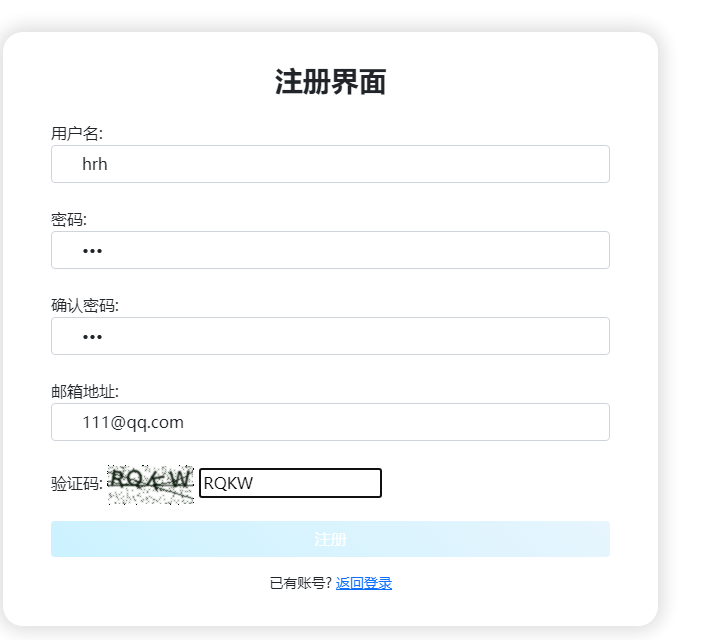 注册界面
用户名:
hrh
密码:
•••
确认密码:
•••
邮箱地址:
111@qq.com
验证码: RQKW RQKW
注册
已有账号? 返回登录